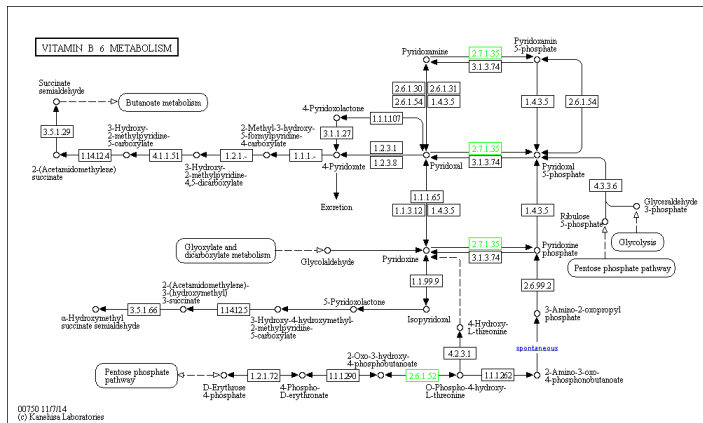 VITAMIN B 6 METABOLISM
Pyridoxamine
2.7.1.35
3.1.3.74
Pyridoxamin
5-phosphate
Succinate
semialdehyde
Butanoate metabolism
2.6.1.30
2.6.1.31
2.6.1.54
1.4.3.5
1.4.3.5
2.6.1.54
4-Pyridoxolactone
1.1.1.107
3.5.1.29
3-Hydroxy-
2-methylpyridine-
5-carboxylate
2-Methyl-3-hydroxy-
5-formylpyridine-
4-carboxylate
3.1.1.27
1.14.12.4
4.1.1.51
1.2.1.-
1.1.1.-
1.2.3.1
1.2.3.8
2.7.1.35
3.1.3.74
2-(Acetamidomethylene)
succinate
3-Hydroxy-
2-methylpyridine-
4,5-dicarboxylate
4-Pyridoxate
Pyridoxal
Pyridoxal
5-phosphate
4.3.3.6
Excretion
1.1.1.65
1.1.3.12
1.4.3.5
1.4.3.5
Glyceraldehyde
3-phosphate
Ribulose
5-phosphate
Glycolysis
Glyoxylate and
dicarboxylate metabolism
Glycolaldehyde
Pyridoxine
2.7.1.35
3.1.3.74
Pyridoxine
phosphate
Pentose phosphate pathway
1.1.99.9
2.6.99.2
2-(Acetamidomethylene)-
3-(hydroxymethyl)
3-succinate
5-Pyridoxolactone
3.5.1.66
1.14.12.5
α-Hydroxymethyl
succinate semialdehyde
3-Hydroxy-4-hydroxymethyl-
2-methylpyridine-
5-carboxylate
Isopyridoxal
4-Hydroxy-
L-threonine
3-Amino-2-oxopropyl
phosphate
4.2.3.1
spontaneous
2-Oxo-3-hydroxy-
4-phosphobutanoate
Pentose phosphate
pathway
1.2.1.72
1.1.1.290
2.6.1.52
1.1.1.262
D-Erythrose
4-phosphate
4-Phospho-
D-erythronate
O-Phospho-4-hydroxy-
L-threonine
2-Amino-3-oxo-
4-phosphonobutanoate
00750 11/7/14
(c) Kanehisa Laboratories